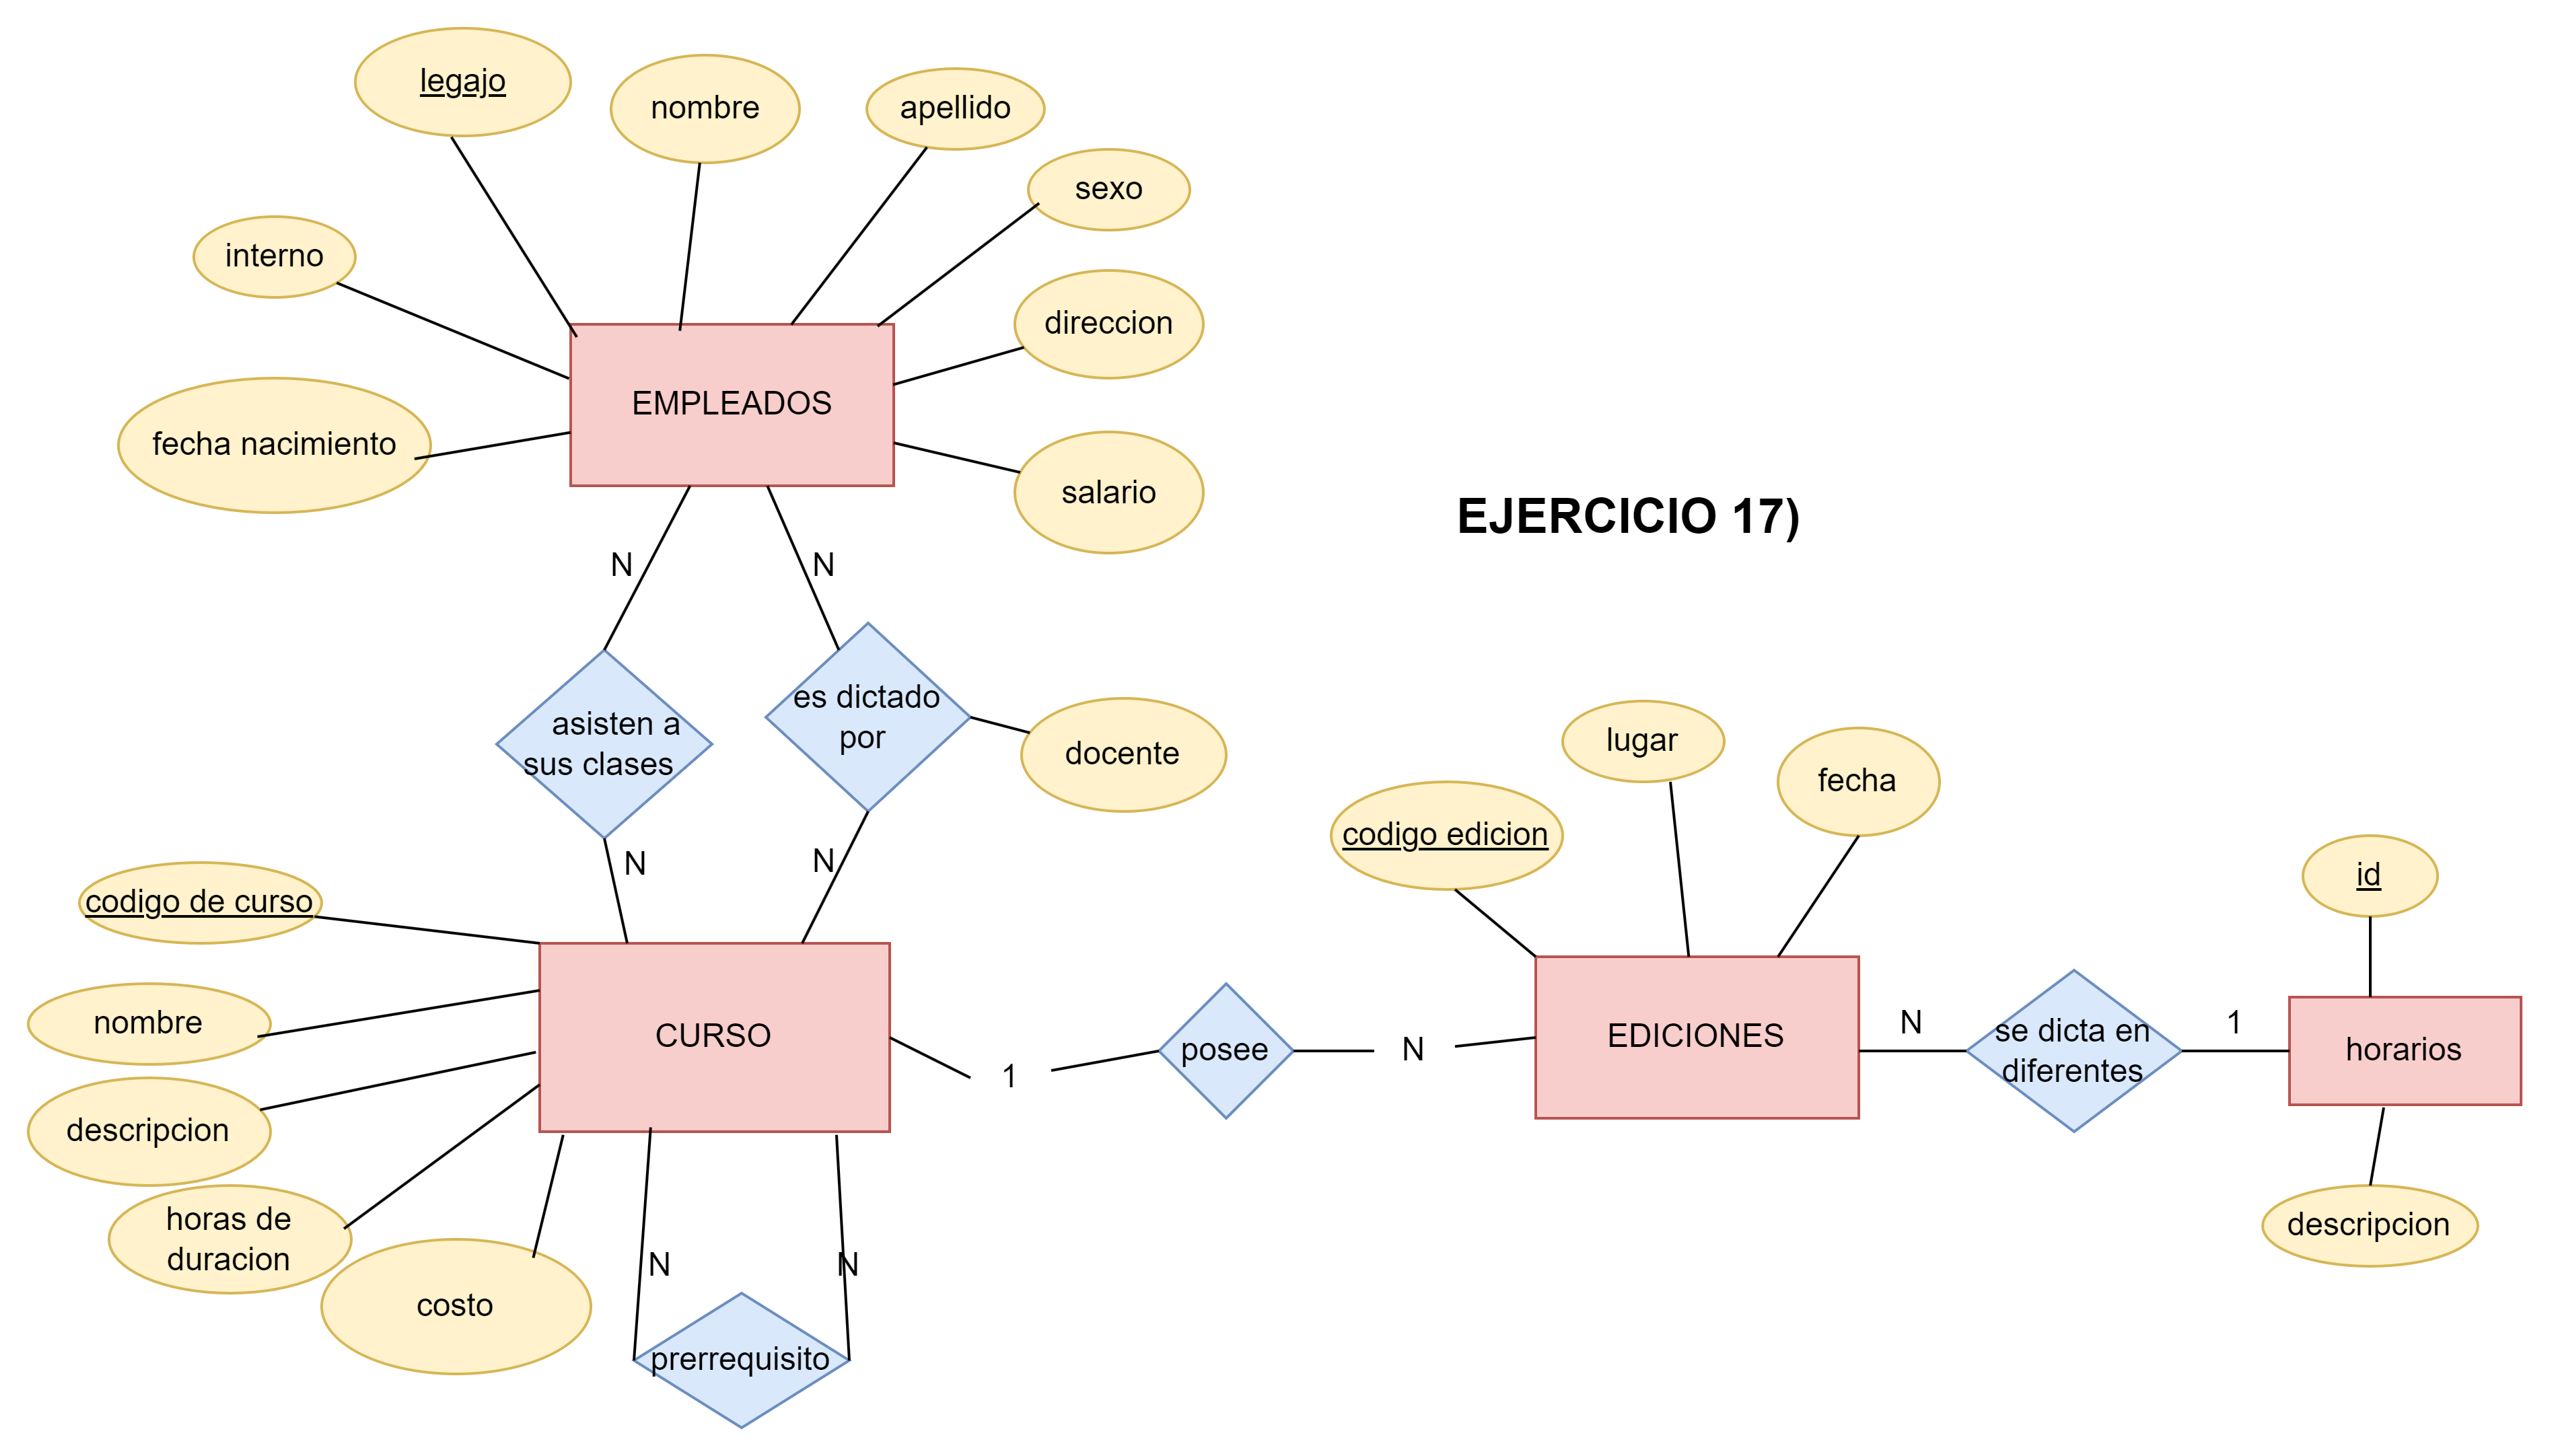 legajo
nombre
apellido
sexo
interno
direccion
EMPLEADOS
fecha nacimiento
salario
EJERCICIO 17)
N
N
asisten a
sus clases
es dictado
por
docente
N
N
lugar
fecha
codigo edicion
id
codigo de curso
nombre
CURSO
1
posee
N
EDICIONES
N
se dicta en
diferentes
1
horarios
descripcion
horas de
duracion
costo
N
N
prerrequisito
descripcion